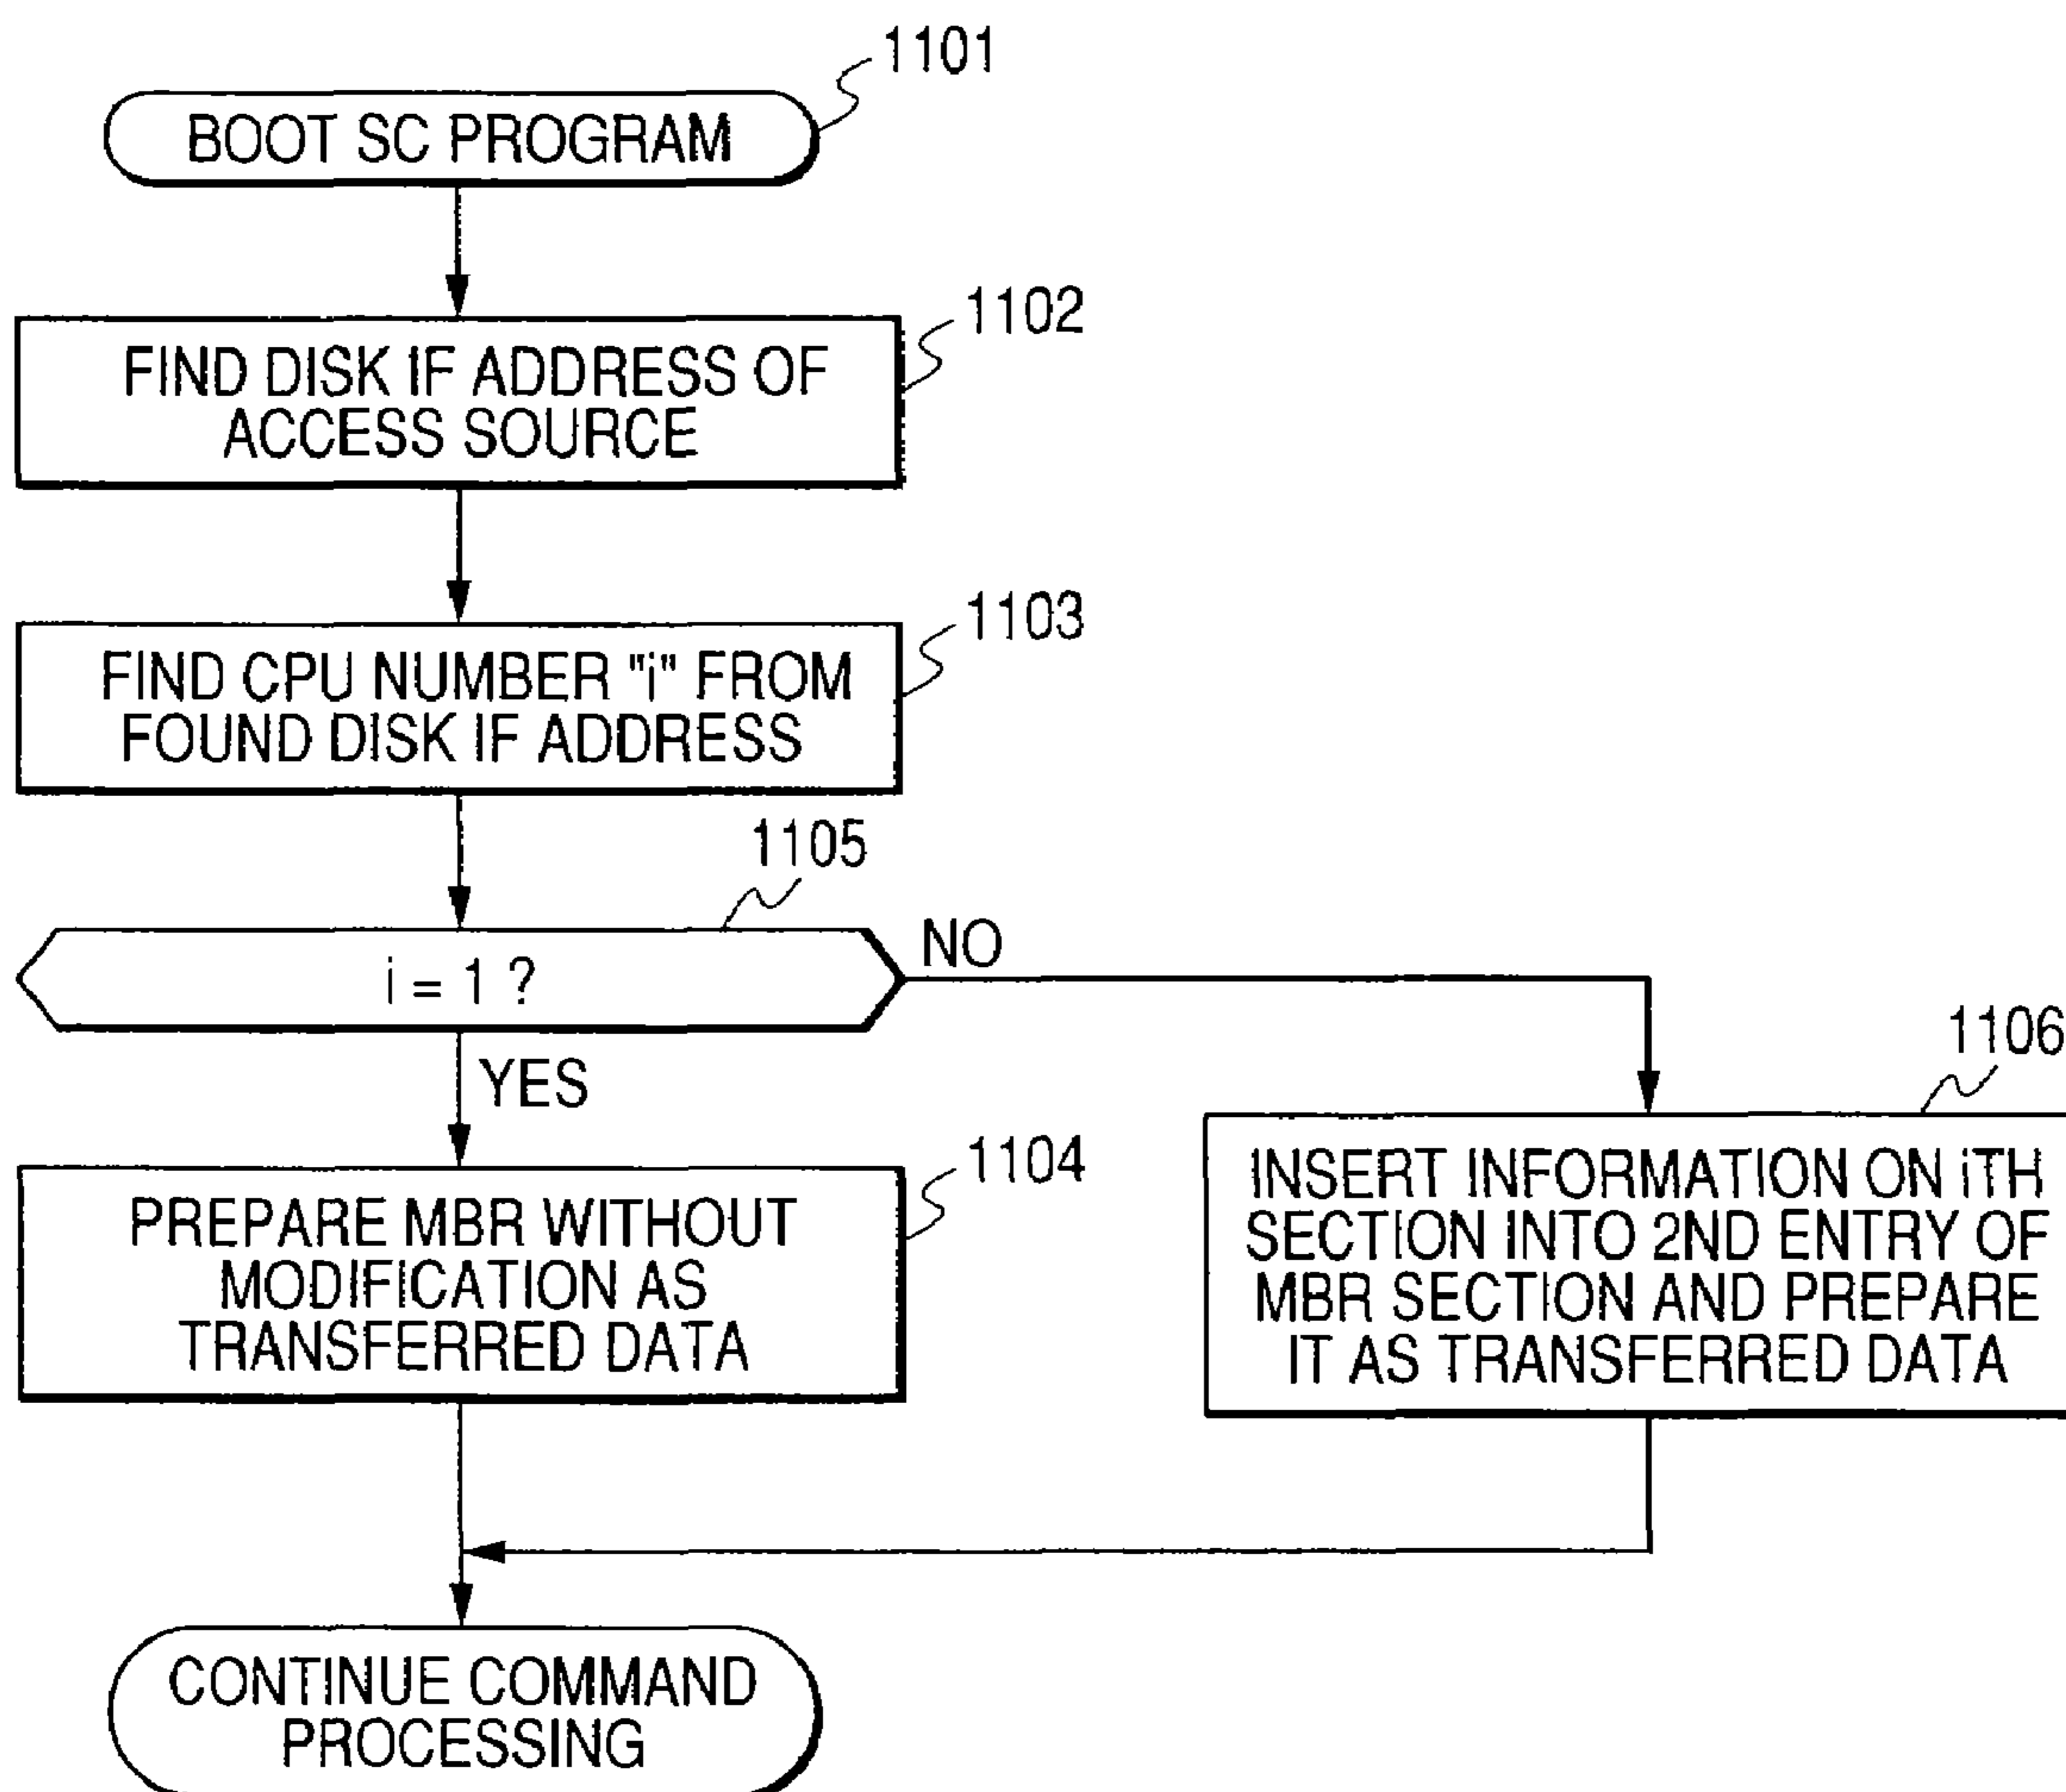 1101
BOOT SC PROGRAM
1102
FIND DISK IF ADDRESS OF
ACCESS SOURCE
1103
FIND CPU NUMBER "i" FROM
FOUND DISK IF ADDRESS
1105
i = 1 ?
NO
YES
1106
1104
PREPARE MBR WITHOUT
MODIFICATION AS
TRANSFERRED DATA
INSERT INFORMATION ON iTH
SECTION INTO 2ND ENTRY OF
MBR SECTION AND PREPARE
IT AS TRANSFERRED DATA
CONTINUE COMMAND
PROCESSING